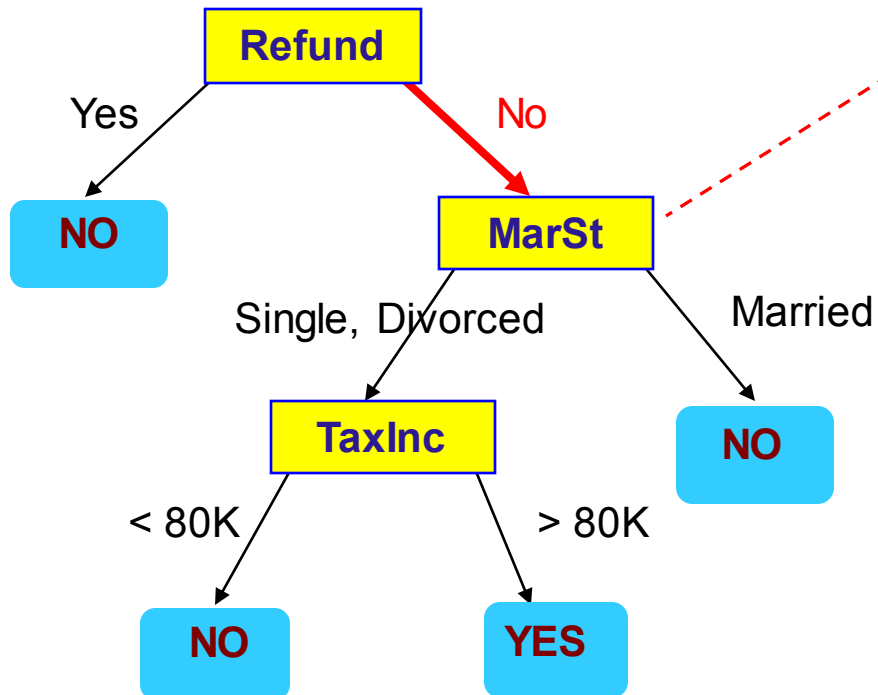 Refund
Yes
No
NO
MarSt
Single, Divorced
Married
TaxInc
NO
< 80K
> 80K
NO
YES